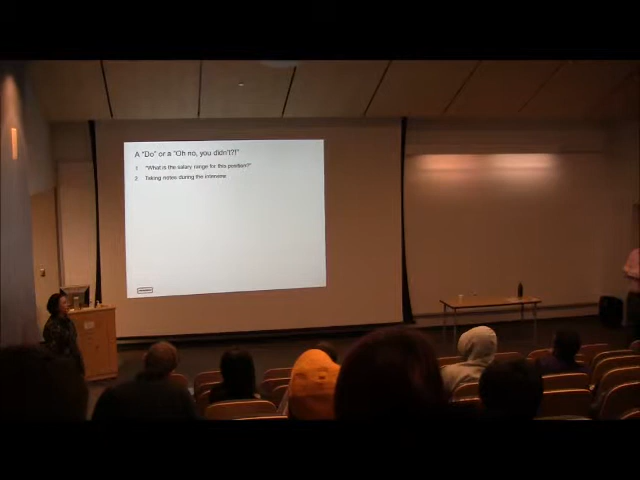 A "Do" or a "Oh no, you didn't?!"
1 "What is the salary range for this position?"
2 Taking notes during the interview